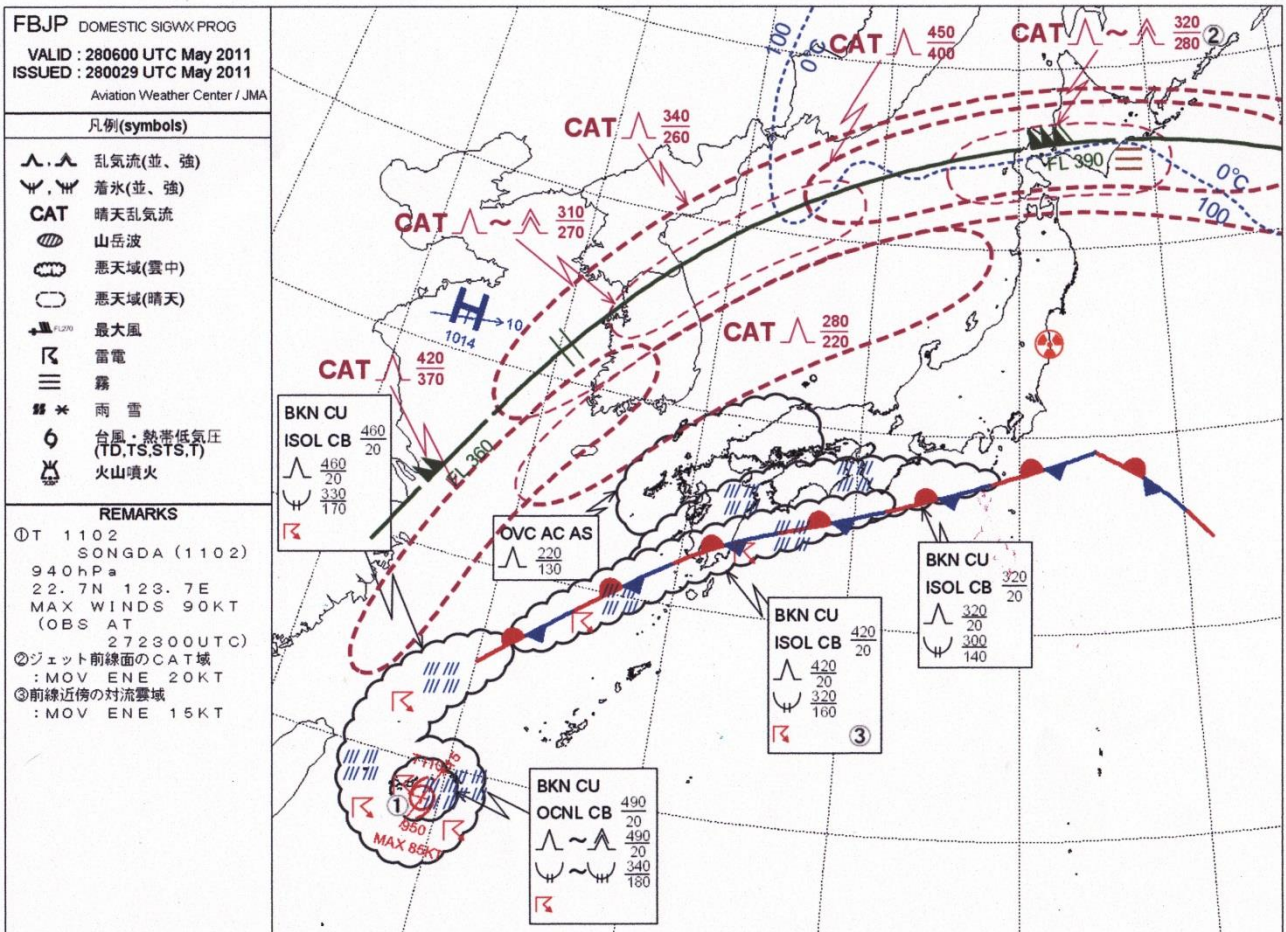 FBJP DOMESTIC SIGWX PROG
VALID : 280600 UTC May 2011
ISSUED : 280029 UTC May 2011
Aviation Weather Center / JMA
凡例(symbols)
乱気流(並、強)
着氷(並、強)
CAT 晴天乱気流
山岳波
悪天域(雲中)
悪天域(晴天)
FL270 最大風
雷電
霧
雨 雪
台風・熱帯低気圧
(TD,TS,STS,T)
火山噴火
REMARKS
①T 1102
SONGDA (1102)
940hPa
22.7N 123.7E
MAX WINDS 90KT
(OBS AT
272300UTC)
②ジェット前線面のCAT域
:MOV ENE 20KT
③前線近傍の対流雲域
:MOV ENE 15KT
100
0°C
CAT 450
400
CAT ~ 320
280 ②
CAT 340
260
CAT ~ 310
270
FL 390
0°C
100
H
10
1014
CAT 280
220
CAT 420
370
FL 360
BKN CU
ISOL CB 460
20
460
20
330
170
OVC AC AS
220
130
BKN CU
ISOL CB 320
20
320
20
300
140
BKN CU
ISOL CB 420
20
420
20
320
160
③
①
950
MAX 85KT
BKN CU
OCNL CB 490
20
~ 490
20
~ 340
180